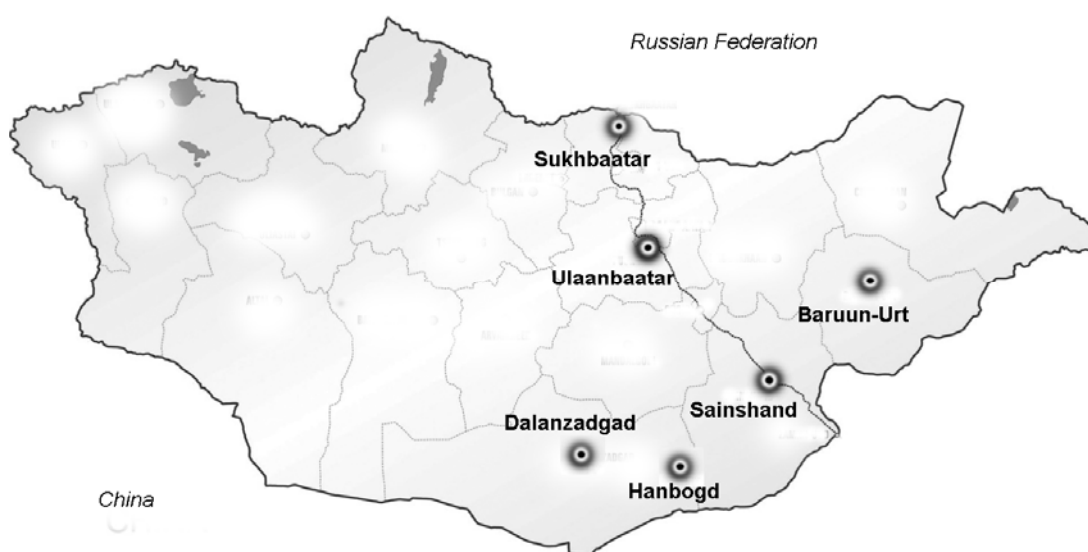 Russian Federation
Sukhbaatar
Ulaanbaatar
Baruun-Urt
Sainshand
Dalanzadgad
Hanbogd
China